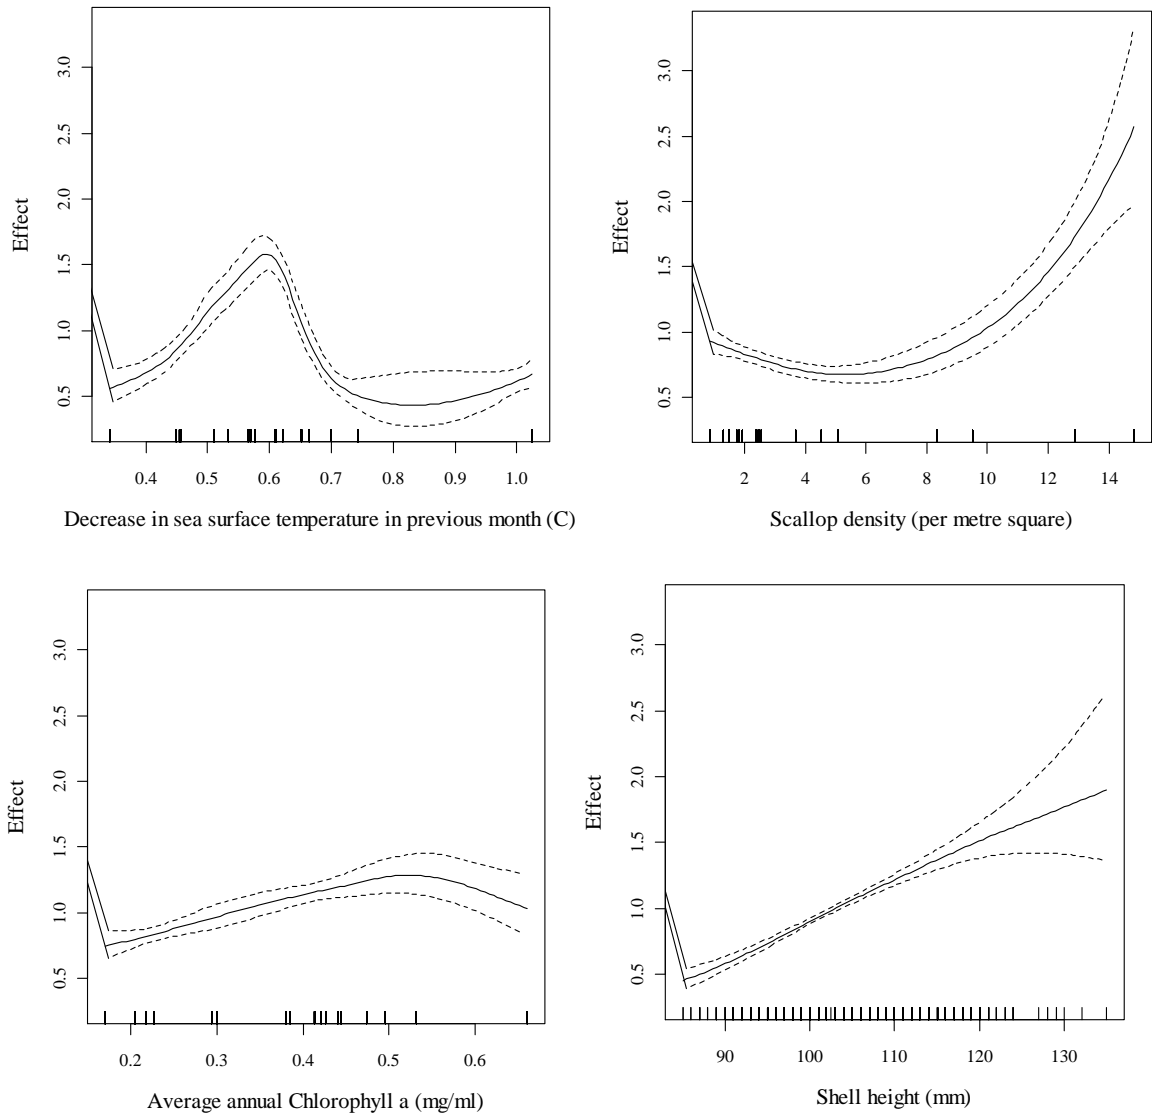 3.0
2.5
2.0
1.5
1.0
0.5
Effect
0.4 0.5 0.6 0.7 0.8 0.9 1.0
Decrease in sea surface temperature in previous month (C)
3.0
2.5
2.0
1.5
1.0
0.5
Effect
2 4 6 8 10 12 14
Scallop density (per metre square)
3.0
2.5
2.0
1.5
1.0
0.5
Effect
0.2 0.3 0.4 0.5 0.6
Average annual Chlorophyll a (mg/ml)
3.0
2.5
2.0
1.5
1.0
0.5
Effect
90 100 110 120 130
Shell height (mm)